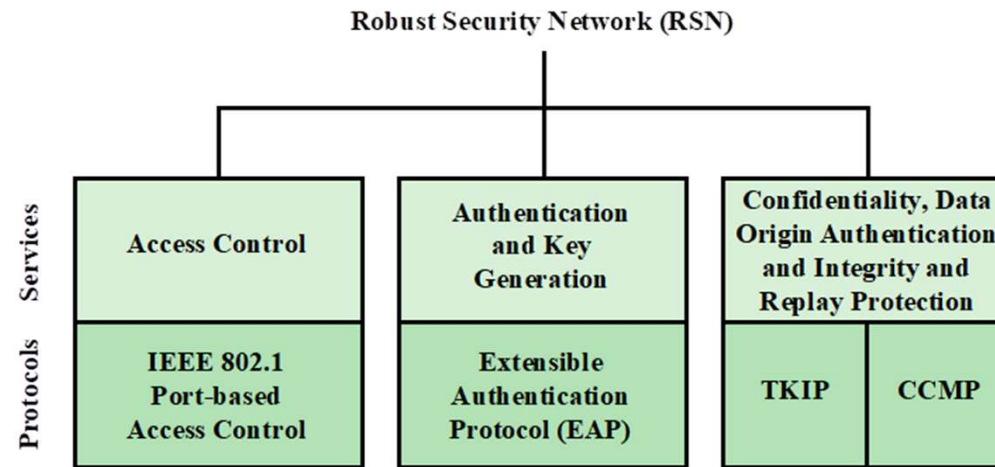 Robust Security Network (RSN)
Services
Access Control
Authentication
and Key
Generation
Confidentiality, Data
Origin Authentication
and Integrity and
Replay Protection
Protocols
IEEE 802.1
Port-based
Access Control
Extensible
Authentication
Protocol (EAP)
TKIP
CCMP